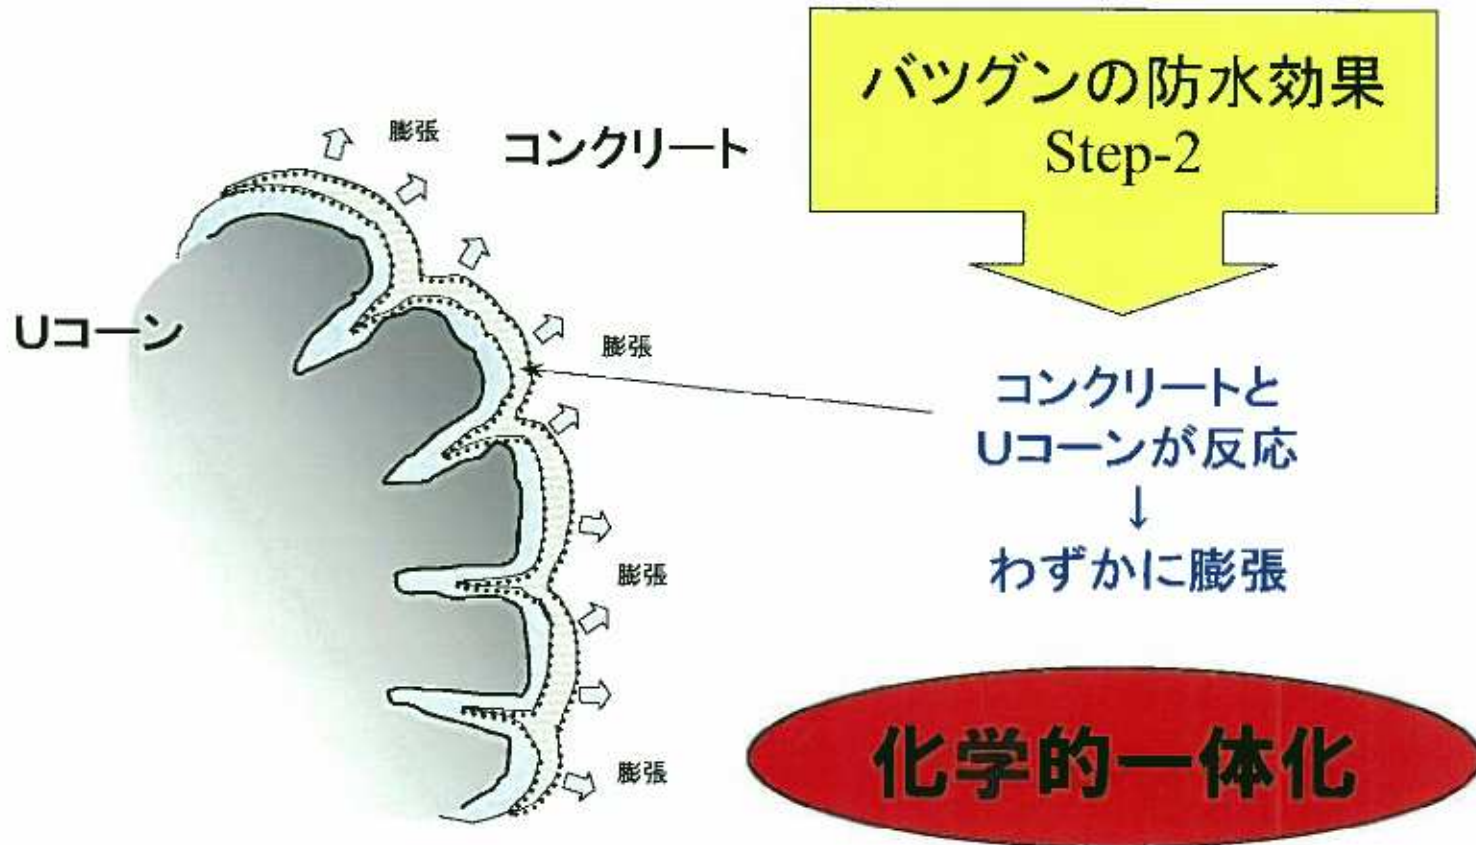 バツグンの防水効果
Step-2
膨張
コンクリート
Uコーン
膨張
コンクリートと
Uコーンが反応
↓
わずかに膨張
膨張
化学的一体化
膨張